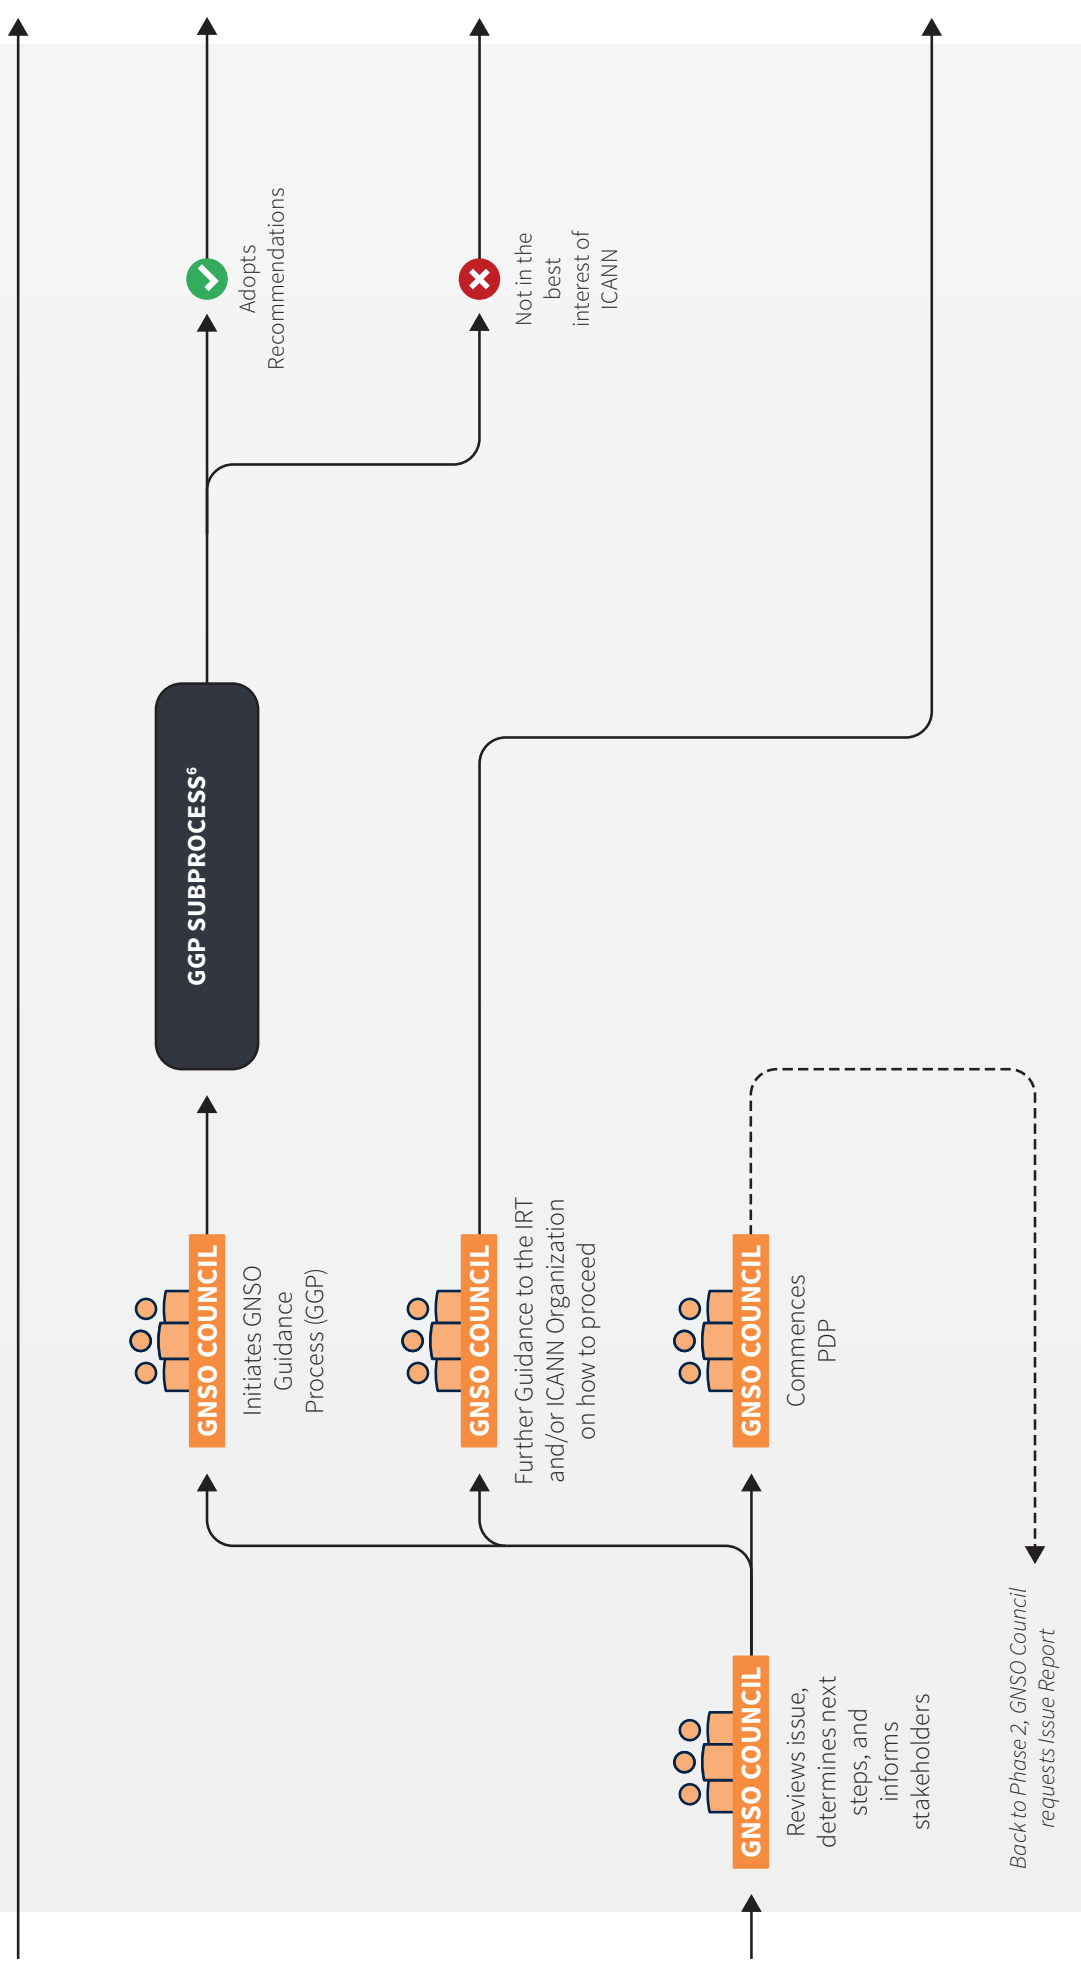 GNSO COUNCIL
Reviews issue,
determines next
steps, and
informs
stakeholders
GNSO COUNCIL
Initiates GNSO
Guidance
Process (GGP)
GNSO COUNCIL
Further Guidance to the IRT
and/or ICANN Organization
on how to proceed
GNSO COUNCIL
Commences
PDP
Back to Phase 2, GNSO Council
requests Issue Report
GGP SUBPROCESS⁶
Adopts
Recommendations
Not in the
best
interest of
ICANN